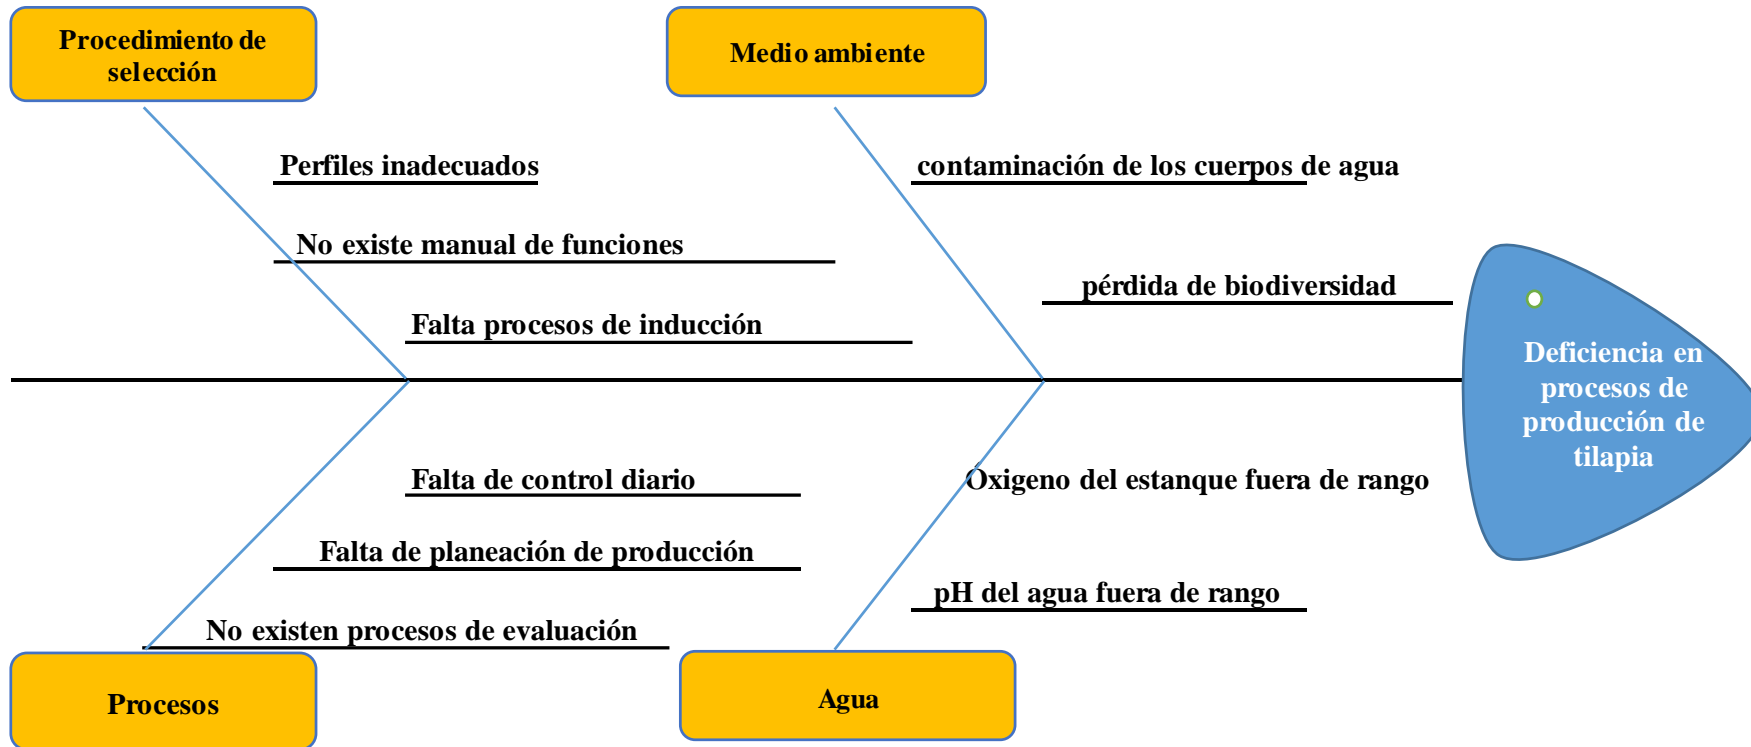 Procedimiento de
selección
Medio ambiente
Perfiles inadecuados
contaminación de los cuerpos de agua
No existe manual de funciones
pérdida de biodiversidad
Falta procesos de inducción
Deficiencia en
procesos de
producción de
tilapia
Falta de control diario
Oxigeno del estanque fuera de rango
Falta de planeación de producción
pH del agua fuera de rango
No existen procesos de evaluación
Procesos
Agua